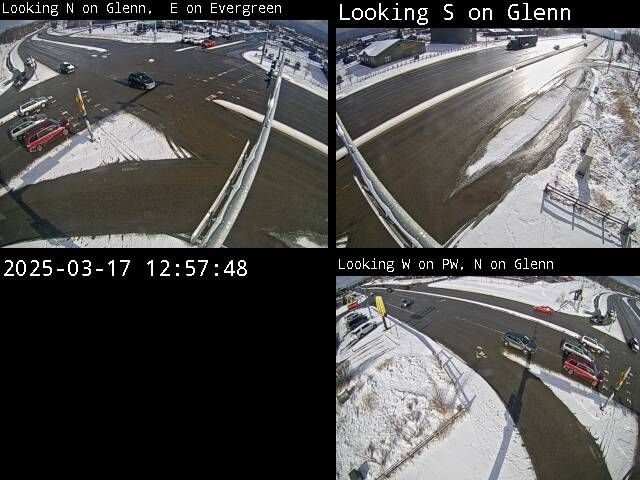 Looking N on Glenn,  E on Evergreen
Looking S on Glenn
2025-03-17 12:57:48
Looking W on PW, N on Glenn